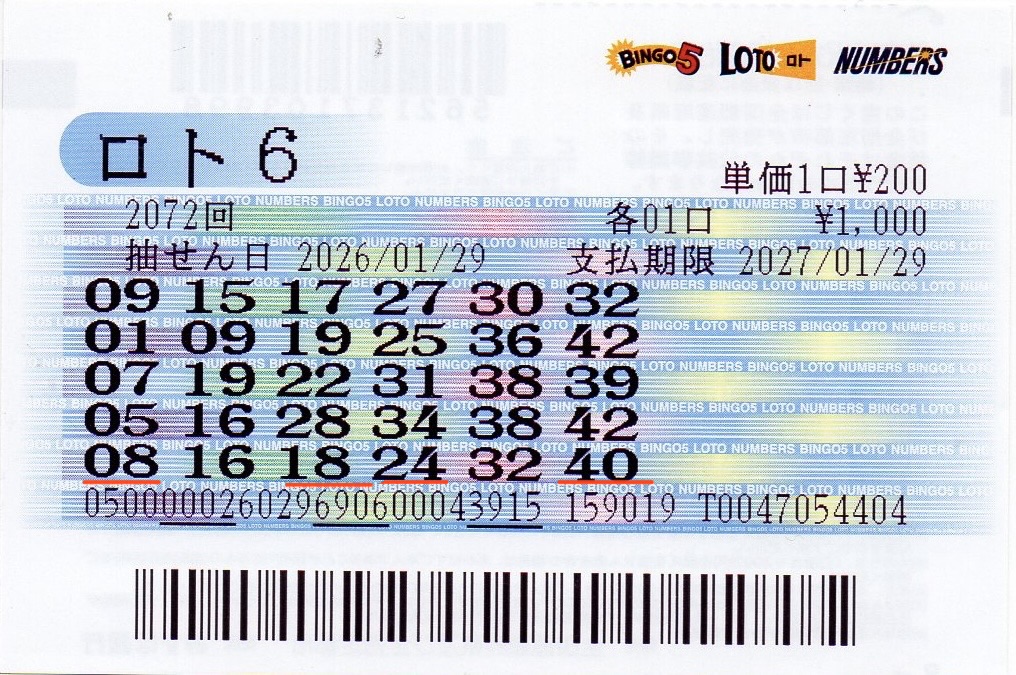 BINGO5 LOTO ロト NUMBERS
ロト6
単価1口¥200
2072回 各01口 ¥1,000
抽せん日 2026/01/29 支払期限 2027/01/29
09 15 17 27 30 32
01 09 19 25 36 42
07 19 22 31 38 39
05 16 28 34 38 42
08 16 18 24 32 40
050000026029690600043915 159019 T0047054404